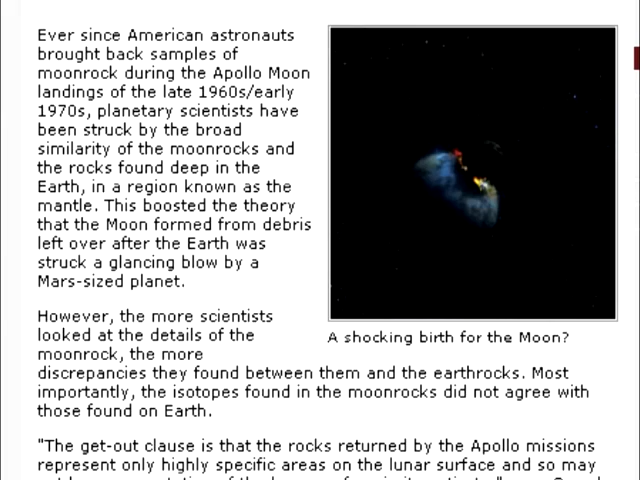 Ever since American astronauts
brought back samples of
moonrock during the Apollo Moon
landings of the late 1960s/early
1970s, planetary scientists have
been struck by the broad
similarity of the moonrocks and
the rocks found deep in the
Earth, in a region known as the
mantle. This boosted the theory
that the Moon formed from debris
left over after the Earth was
struck a glancing blow by a
Mars-sized planet.
However, the more scientists
looked at the details of the
moonrock, the more
discrepancies they found between them and the earthrocks. Most
importantly, the isotopes found in the moonrocks did not agree with
those found on Earth.
A shocking birth for the Moon?
"The get-out clause is that the rocks returned by the Apollo missions
represent only highly specific areas on the lunar surface and so may